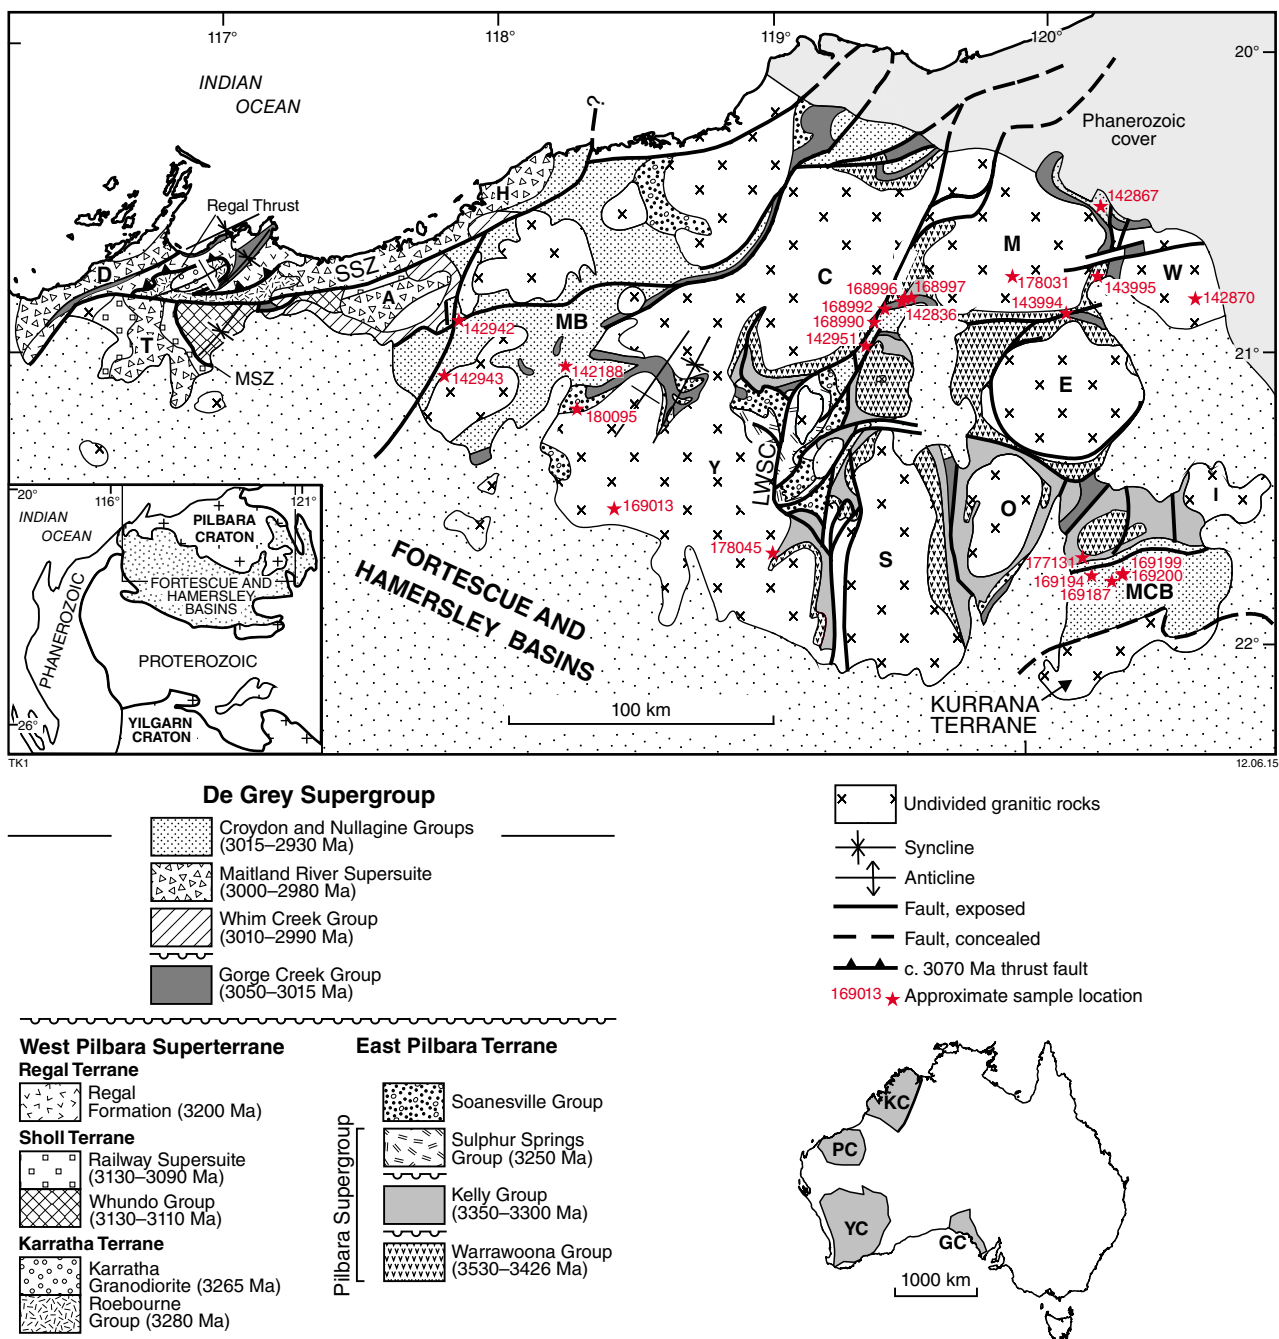 117°
118°
119°
120°
20°
INDIAN
OCEAN
?
Phanerozoic
cover
142867
Regal Thrust
H
D
SSZ
A
M
W
C
168996
168997
178031
143995
142870
168992
142836
143994
168990
142951
142942
MB
T
21°
MSZ
142943
142188
180095
E
Y
LWSC
169013
O
I
178045
S
177131
169199
169194
169200
169187
MCB
FORTESCUE AND
HAMERSLEY BASINS
22°
KURRANA
TERRANE
100 km
20°
116°
121°
INDIAN
OCEAN
PILBARA
CRATON
FORTESCUE AND
HAMERSLEY
BASINS
PHANEROZOIC
PROTEROZOIC
YILGARN
CRATON
26°
TK1
12.06.15
De Grey Supergroup
Croydon and Nullagine Groups
(3015–2930 Ma)
Maitland River Supersuite
(3000–2980 Ma)
Whim Creek Group
(3010–2990 Ma)
Gorge Creek Group
(3050–3015 Ma)
West Pilbara Superterrane
Regal Terrane
Regal
Formation (3200 Ma)
Sholl Terrane
Railway Supersuite
(3130–3090 Ma)
Whundo Group
(3130–3110 Ma)
Karratha Terrane
Karratha
Granodiorite (3265 Ma)
Roebourne
Group (3280 Ma)
East Pilbara Terrane
Soanesville Group
Pilbara Supergroup
Sulphur Springs
Group (3250 Ma)
Kelly Group
(3350–3300 Ma)
Warrawoona Group
(3530–3426 Ma)
Undivided granitic rocks
Syncline
Anticline
Fault, exposed
Fault, concealed
c. 3070 Ma thrust fault
169013
Approximate sample location
KC
PC
YC
GC
1000 km